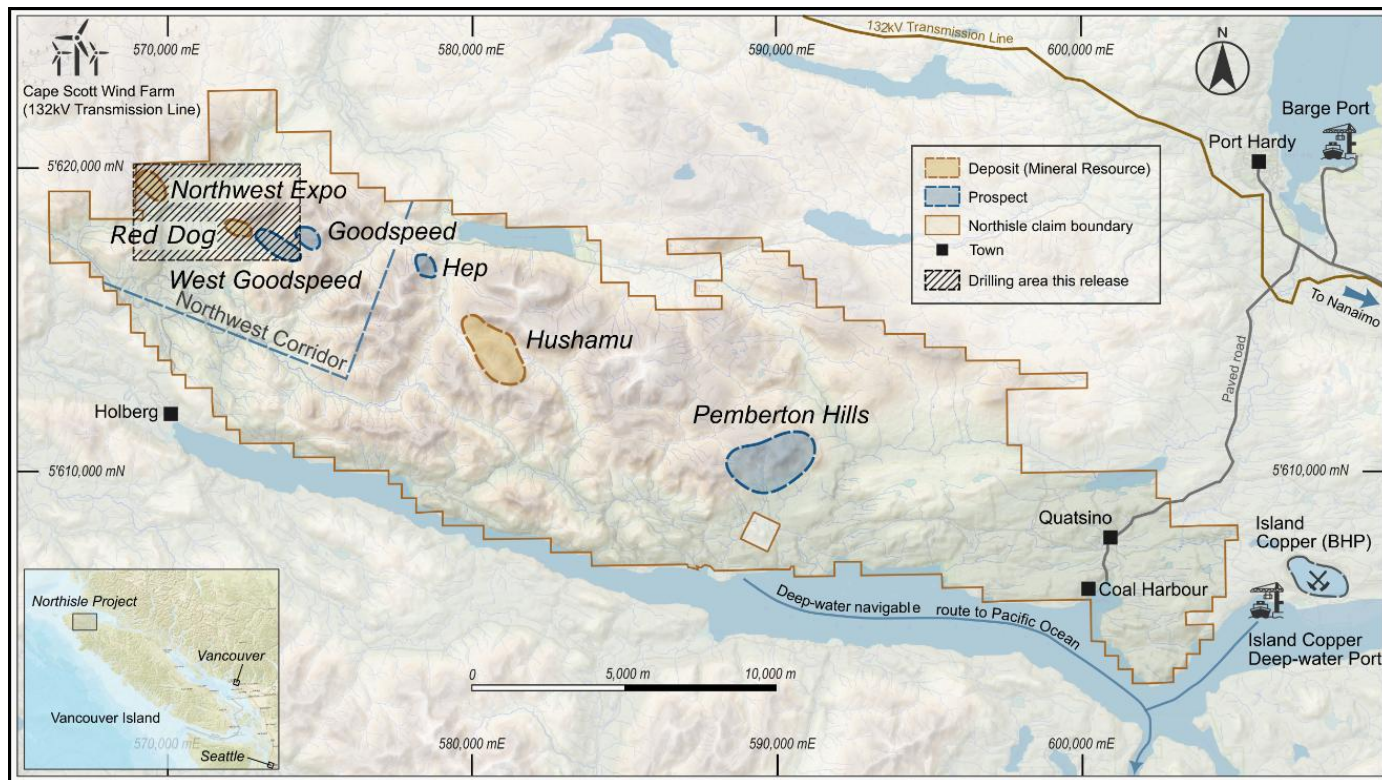 570,000 mE
580,000 mE
590,000 mE
600,000 mE
132kV Transmission Line
N
Cape Scott Wind Farm
(132kV Transmission Line)
Barge Port
Port Hardy
5'620,000 mN
Deposit (Mineral Resource)
Prospect
Northisle claim boundary
Town
Drilling area this release
Northwest Expo
Red Dog
Goodspeed
West Goodspeed
Hep
Northwest Corridor
To Nanaimo
Hushamu
Paved road
Holberg
Pemberton Hills
5'610,000 mN
5'610,000 mN
Quatsino
Island
Copper (BHP)
Coal Harbour
Deep-water navigable route to Pacific Ocean
Island Copper
Deep-water Port
Northisle Project
Vancouver
Vancouver Island
Seattle
0
5,000 m
10,000 m
570,000 mE
580,000 mE
590,000 mE
600,000 mE